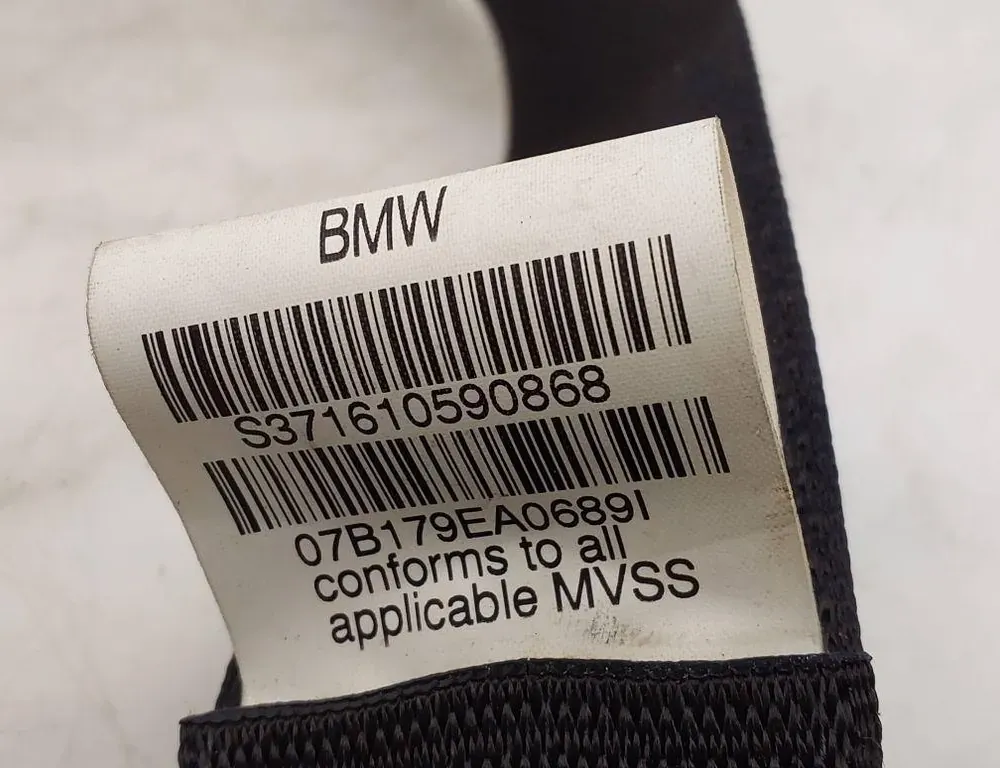 BMW
S371610590868
07B179EA0689I
conforms to all
applicable MVSS